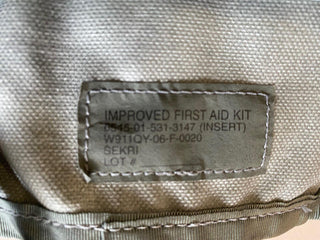 IMPROVED FIRST AID KIT
6545-01-531-3147 (INSERT)
W911QY-06-F-0020
SEKRI
LOT #